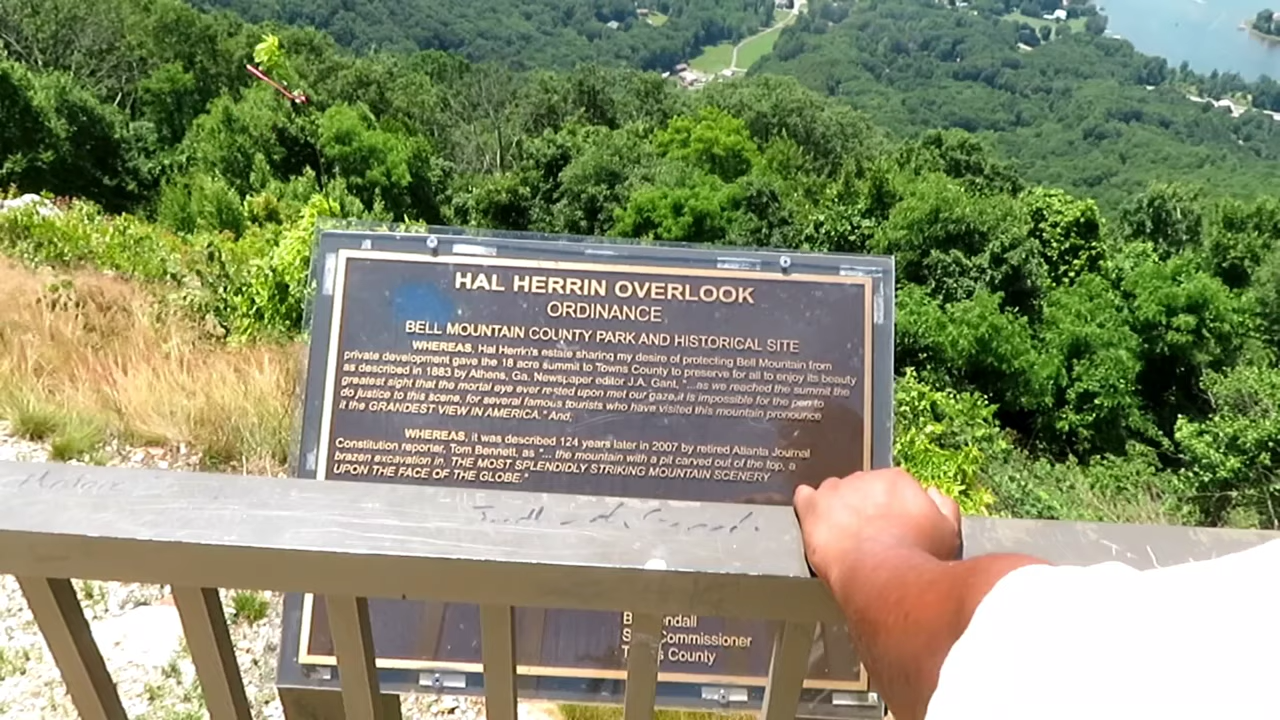 HAL HERRIN OVERLOOK
ORDINANCE
BELL MOUNTAIN COUNTY PARK AND HISTORICAL SITE
WHEREAS, Hal Herrin's estate sharing my desire of protecting Bell Mountain from
private development gave the 18 acre summit to Towns County to preserve for all to enjoy its beauty
as described in 1883 by Athens, Ga. Newspaper editor J.A. Gant, "...as we reached the summit the
greatest sight that the mortal eye ever rested upon met our gaze,it is impossible for the pen to
do justice to this scene, for several famous tourists who have visited this mountain pronounce
it the GRANDEST VIEW IN AMERICA." And,
WHEREAS, it was described 124 years later in 2007 by retired Atlanta Journal
Constitution reporter, Tom Bennett, as "... the mountain with a pit carved out of the top, a
brazen excavation in, THE MOST SPLENDIDLY STRIKING MOUNTAIN SCENERY
UPON THE FACE OF THE GLOBE."
Commissioner
County